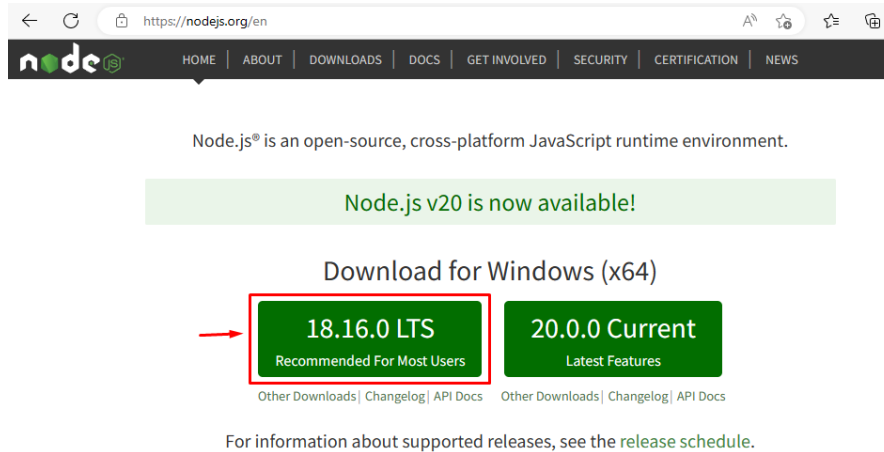 https://nodejs.org/en
node JS
HOME | ABOUT | DOWNLOADS | DOCS | GET INVOLVED | SECURITY | CERTIFICATION | NEWS
Node.js® is an open-source, cross-platform JavaScript runtime environment.
Node.js v20 is now available!
Download for Windows (x64)
18.16.0 LTS
Recommended For Most Users
20.0.0 Current
Latest Features
Other Downloads | Changelog | API Docs
Other Downloads | Changelog | API Docs
For information about supported releases, see the release schedule.